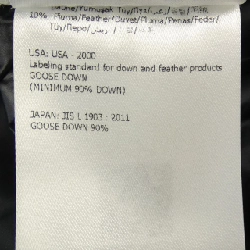 10% Pluma/Feather/Duvet/Piuma/Penas/Feder/
USA: USA - 2000
Labeling standard for down and feather products
GOOSE DOWN
(MINIMUM 90% DOWN)
JAPAN: JIS L 1903 : 2011
GOOSE DOWN 90%